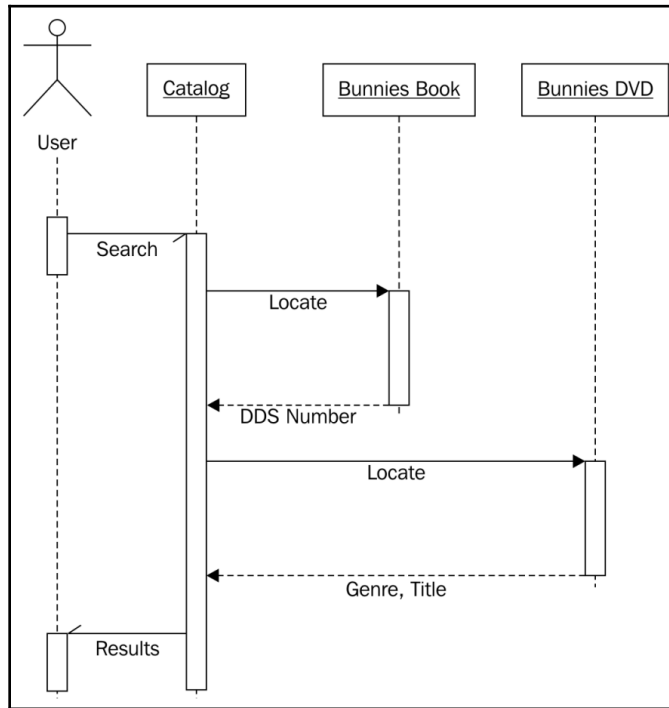 Catalog
Bunnies Book
Bunnies DVD
User
Search
Locate
DDS Number
Locate
Genre, Title
Results